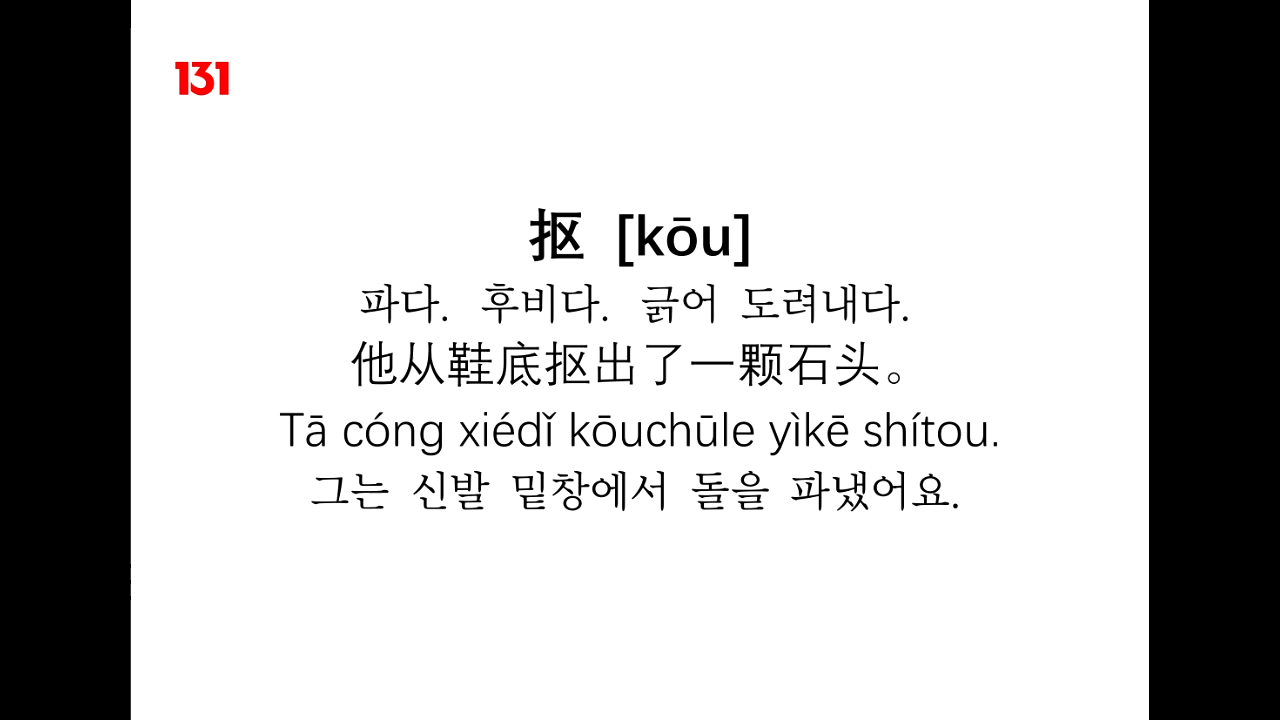 131
抠 [kōu]
파다. 후비다. 긁어 도려내다.
他从鞋底抠出了一颗石头。
Tā cóng xiédǐ kōuchūle yìkē shítou.
그는 신발 밑창에서 돌을 파냈어요.